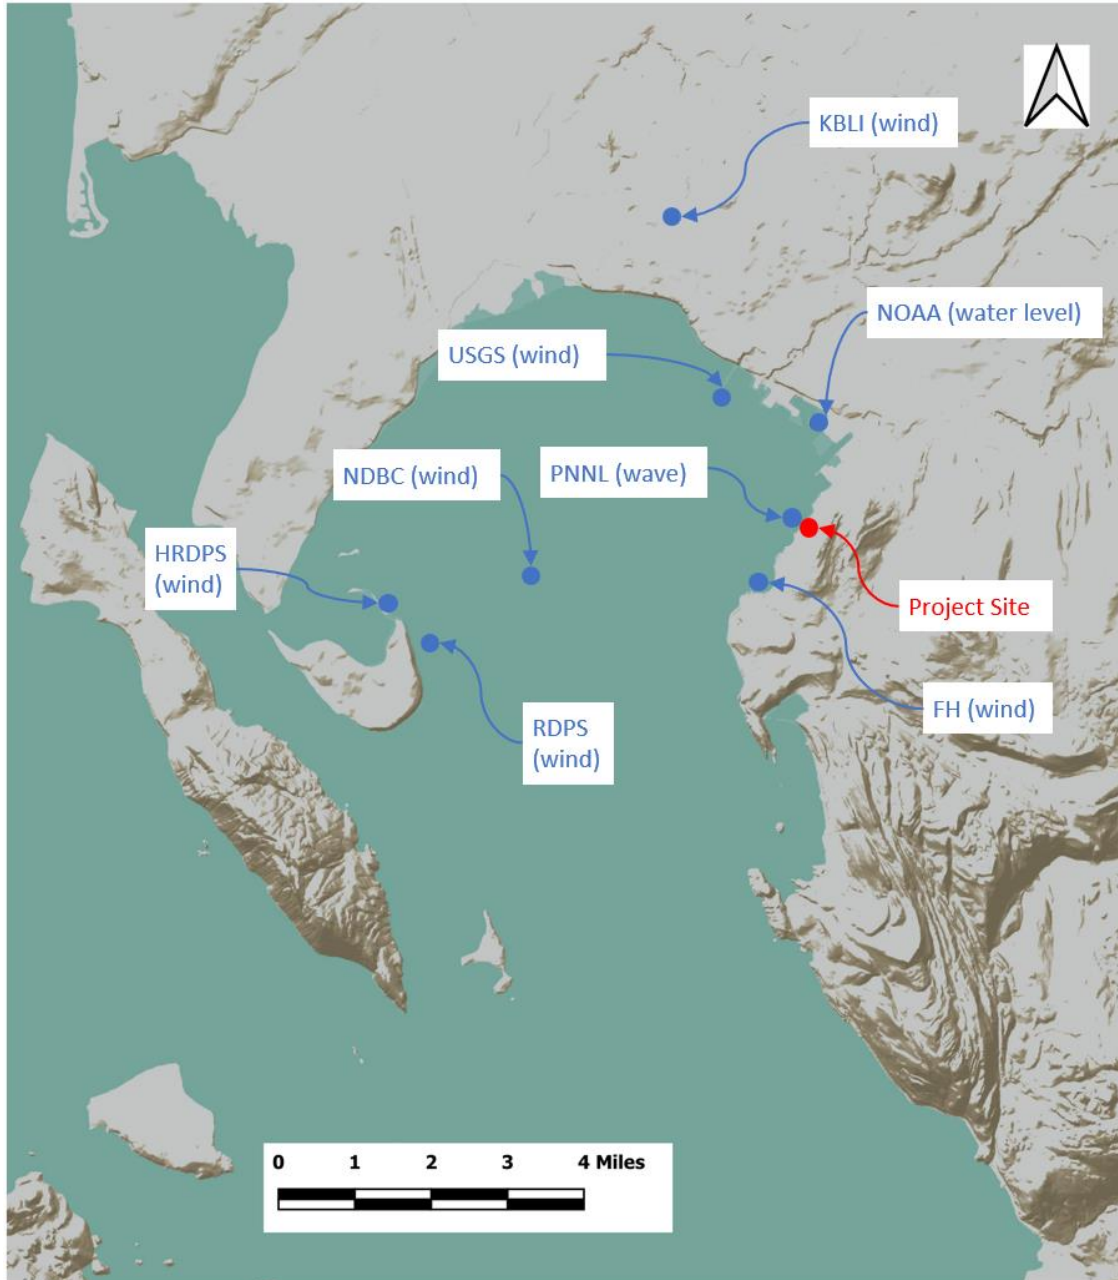 KBLI (wind)
NOAA (water level)
USGS (wind)
NDBC (wind)
PNNL (wave)
HRDPS
(wind)
Project Site
FH (wind)
RDPS
(wind)
0 1 2 3 4 Miles